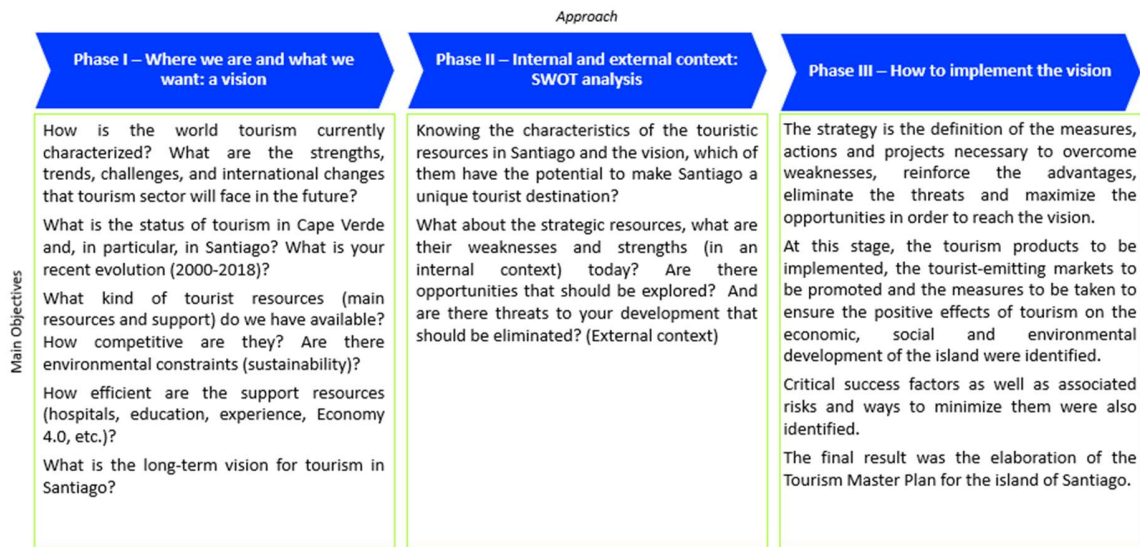 Approach
Phase I – Where we are and what we
want: a vision
Phase II – Internal and external context:
SWOT analysis
Phase III – How to implement the vision
Main Objectives
How is the world tourism currently
characterized? What are the strengths,
trends, challenges, and international changes
that tourism sector will face in the future?
What is the status of tourism in Cape Verde
and, in particular, in Santiago? What is your
recent evolution (2000-2018)?
What kind of tourist resources (main
resources and support) do we have available?
How competitive are they? Are there
environmental constraints (sustainability)?
How efficient are the support resources
(hospitals, education, experience, Economy
4.0, etc.)?
What is the long-term vision for tourism in
Santiago?
Knowing the characteristics of the touristic
resources in Santiago and the vision, which of
them have the potential to make Santiago a
unique tourist destination?
What about the strategic resources, what are
their weaknesses and strengths (in an
internal context) today? Are there
opportunities that should be explored? And
are there threats to your development that
should be eliminated? (External context)
The strategy is the definition of the measures,
actions and projects necessary to overcome
weaknesses, reinforce the advantages,
eliminate the threats and maximize the
opportunities in order to reach the vision.
At this stage, the tourism products to be
implemented, the tourist-emitting markets to
be promoted and the measures to be taken to
ensure the positive effects of tourism on the
economic, social and environmental
development of the island were identified.
Critical success factors as well as associated
risks and ways to minimize them were also
identified.
The final result was the elaboration of the
Tourism Master Plan for the island of Santiago.